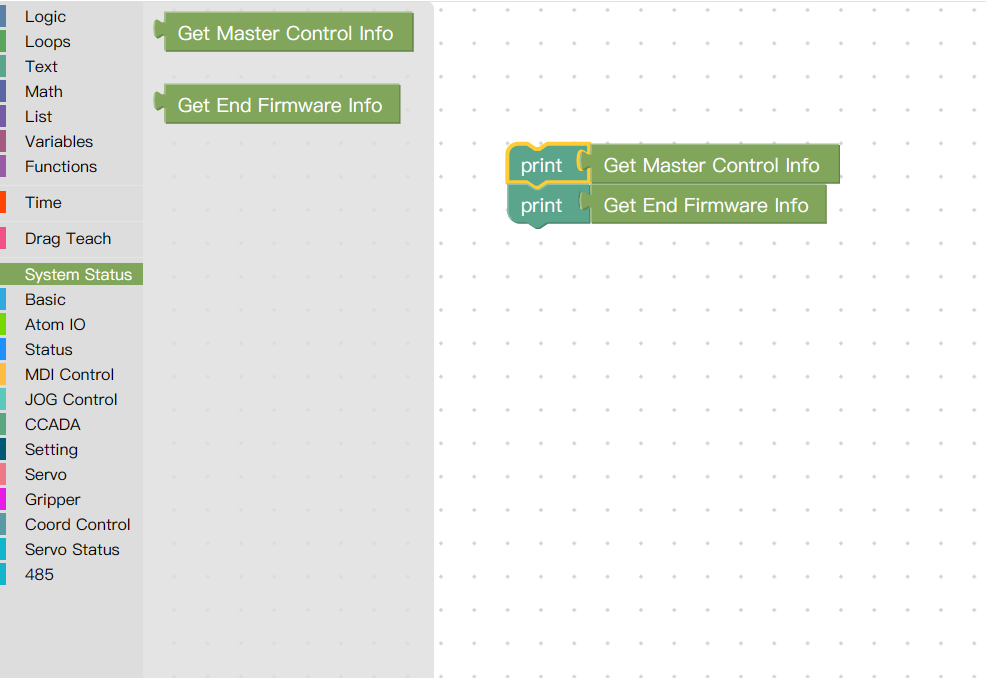 Logic
Loops
Text
Math
List
Variables
Functions
Time
Drag Teach
System Status
Basic
Atom IO
Status
MDI Control
JOG Control
CCADA
Setting
Servo
Gripper
Coord Control
Servo Status
485
Get Master Control Info
Get End Firmware Info
print Get Master Control Info
print Get End Firmware Info